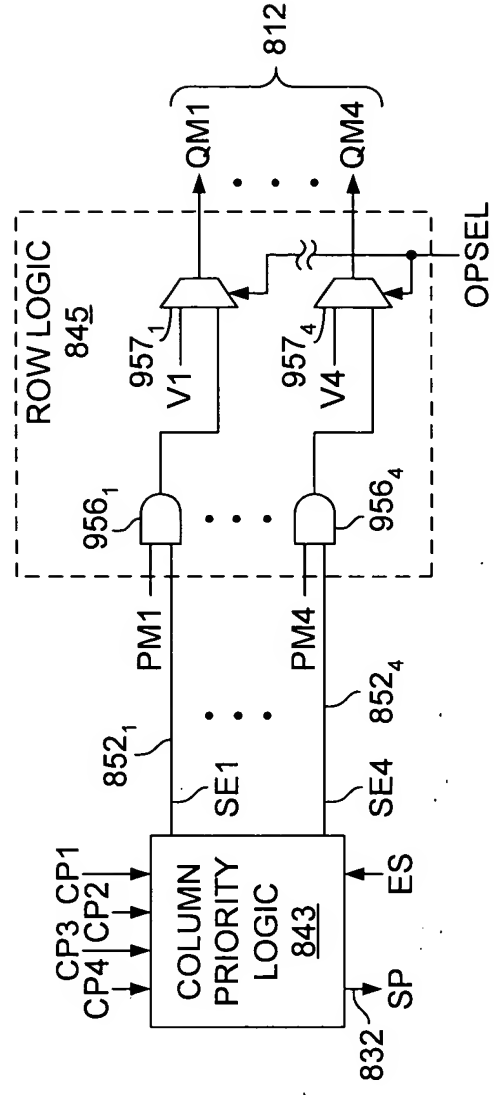 ROW LOGIC
845
956₁
957₁
QM1
V1
PM1
852₁
SE1
CP1
CP2
CP3
CP4
COLUMN
PRIORITY
LOGIC
843
812
956₄
957₄
QM4
V4
PM4
852₄
SE4
ES
SP
832
OPSEL